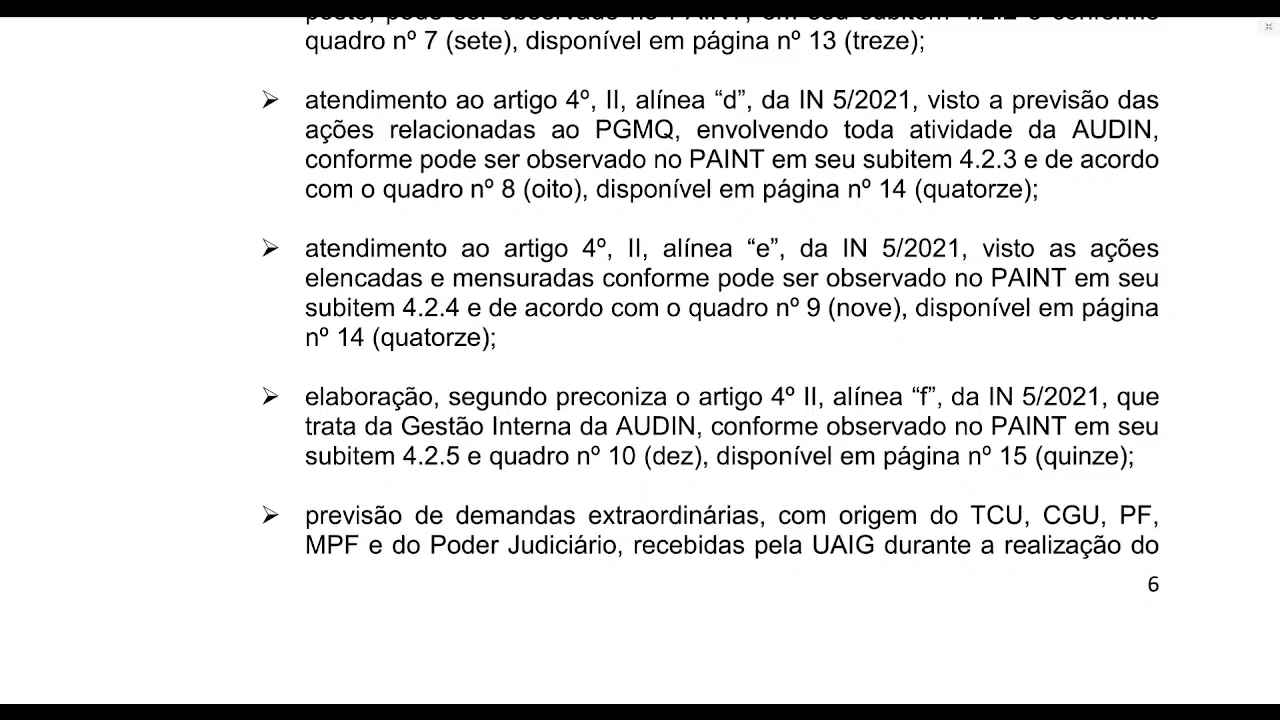 quadro nº 7 (sete), disponível em página nº 13 (treze);
➢ atendimento ao artigo 4º, II, alínea “d”, da IN 5/2021, visto a previsão das
ações relacionadas ao PGMQ, envolvendo toda atividade da AUDIN,
conforme pode ser observado no PAINT em seu subitem 4.2.3 e de acordo
com o quadro nº 8 (oito), disponível em página nº 14 (quatorze);
➢ atendimento ao artigo 4º, II, alínea “e”, da IN 5/2021, visto as ações
elencadas e mensuradas conforme pode ser observado no PAINT em seu
subitem 4.2.4 e de acordo com o quadro nº 9 (nove), disponível em página
nº 14 (quatorze);
➢ elaboração, segundo preconiza o artigo 4º II, alínea “f”, da IN 5/2021, que
trata da Gestão Interna da AUDIN, conforme observado no PAINT em seu
subitem 4.2.5 e quadro nº 10 (dez), disponível em página nº 15 (quinze);
➢ previsão de demandas extraordinárias, com origem do TCU, CGU, PF,
MPF e do Poder Judiciário, recebidas pela UAIG durante a realização do
6